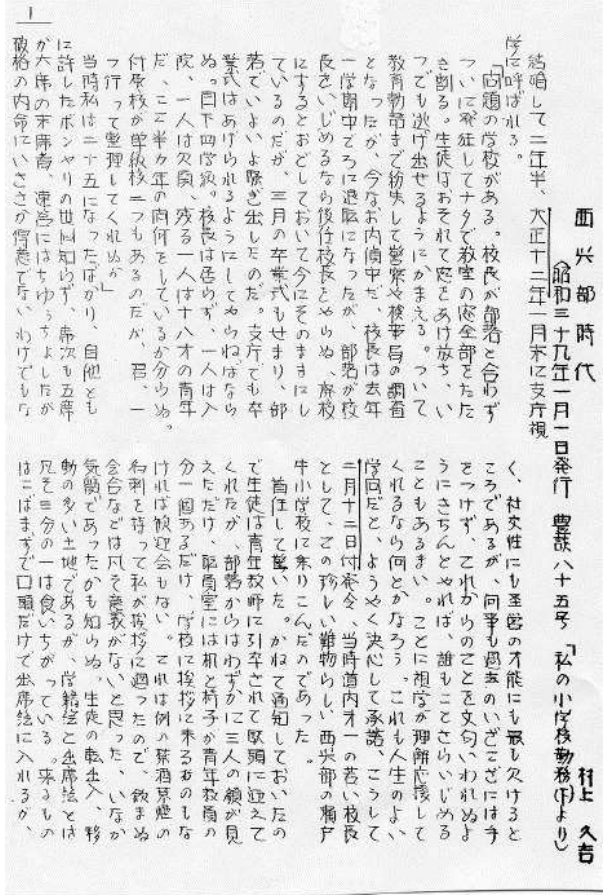 1
西興部時代
(昭和三十九年一月一日発行 豊談八十五号 「私の小学校勤務(下)より」
村上 久吉
結婚して二年半、大正十二年一月末に支庁視
学に呼ばれる。
「問題の学校がある。校長が部落と合わず
ついに発狂してナタで教室の窓全部をたた
き割る。生徒はおそれて窓をあけ放ち、い
つでも逃げ出せるようにかまえる。ついて
教育勅語まで紛失して警察や検事局の調査
となったが、今なお内偵中だ、校長は去年
一学期中ごろに退職になったが、部落が校
長をいじめるなら後任校長をやらぬ、廃校
にするとおどしておいて今にそのままにし
ているのだが、三月の卒業式もせまり、部
落でいよいよ騒ぎ出したのだ。支庁でも卒
業式はあげられるようにしてやらねばなら
ぬ。目下四学級。校長は居らず、一人は入
院、一人は欠員、残る一人は十八才の青年
だ、ここ半カ年の間何をしているか分らぬ。
付属校が単級校二つもあるのだが、君、一
つ行って整理してくれぬか」
当時私は二十五になったばかり、自他とも
に許したボンヤリの世間知らず、席次も五席
か六席の末席者、遠慮にはちゅうちょしたが
破格の内命にいささか得意でないわけでもな
く、社交性にも至営の才能にも最も欠けると
ころであるが、何事も過去のいざこざには手
をつけず、これからのことを文句いわれぬよ
うにきちんとやれば、誰もことさらいじめる
こともあるまい。ことに視学が理解応援して
くれるなら何とかなろう。これも人生のよい
学問だと、ようやく決心して承諾、こうして
二月十二日付発令、当時道内オ一の若い校長
として、この珍しい難物らしい西興部の瀬戸
牛小学校に乗りこんだのであった。
着任して驚いた。かねて通知しておいたの
で生徒は青年教師に引卒されて駅頭に迎えて
くれたが、部落からはわずかに三人の顔が見
えただけ、職員室には机と椅子が青年教員の
分一個あるだけ、学校に挨拶に来るものもな
ければ歓迎会もない。これは例の禁酒禁煙の
名刺を持って私が挨拶に廻ったので、飲まぬ
会合などは凡そ意義がないと思った、いなか
気質であったかも知らぬ。生徒の転出入、移
動の多い土地であるが、学籍簿と出席簿とは
凡そ三分の一は食いちがっている。来るもの
はこばまずで口頭だけで出席簿に入れるが、